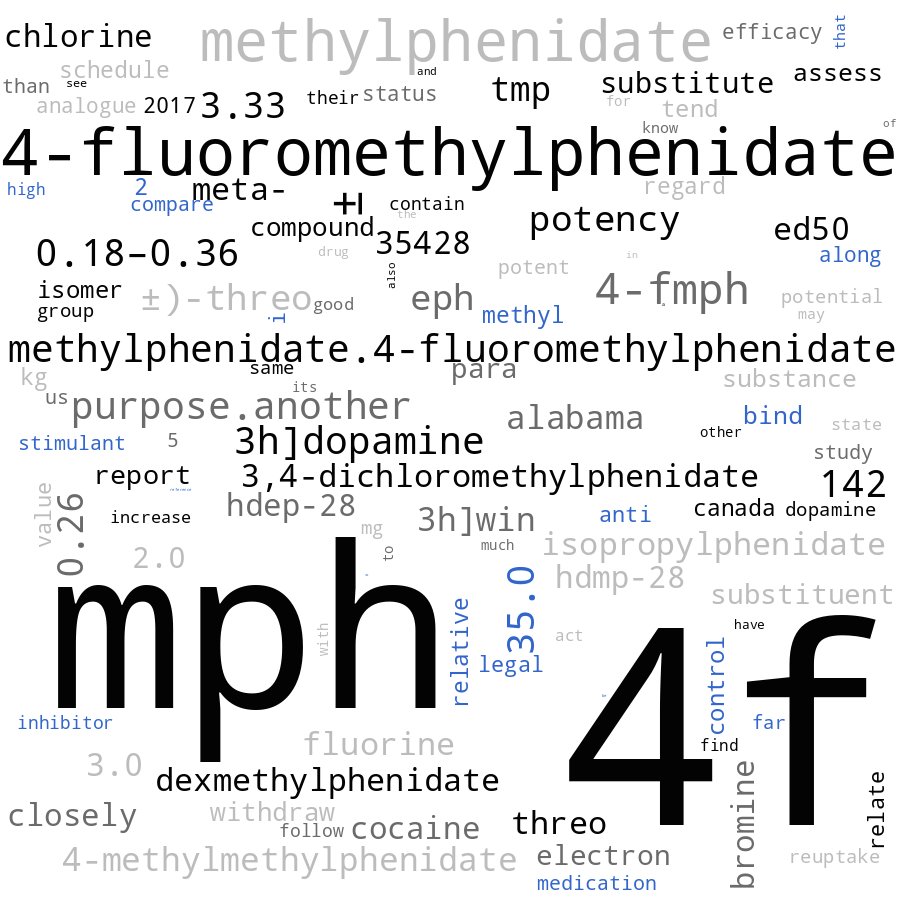 chlorine
methylphenidate
efficacy
that
schedule
and
than
see
tmp
substitute
assess
analogue
2017
3.33
their
status
for
tend
4-fluoromethylphenidate
know
of
high
2
meta-
regard
compare
±
contain
the
compound
35428
potency
ed50
0.18–0.36
drug
also
in
along
potent
isomer
±)-threo
good
eph
4-fmph
potential
group
i
methyl
may
methylphenidate.4-fluoromethylphenidate
same
para
kg
its
substance
us
purpose.another
alabama
bind
state
other
stimulant
5
3h]dopamine
study
report
3,4-dichloromethylphenidate
142
value
0.26
increase
hdep-28
mg
3h]win
anti
canada
dopamine
2.0
to
much
isopropylphenidate
mph
hdmp-28
35.0
substituent
with
relative
act
have
legal
4f
control
inhibitor
far
fluorine
find
3.0
dexmethylphenidate
bromine
relate
closely
withdraw
follow
cocaine
threo
4-methylmethylphenidate
electron
reuptake
medication